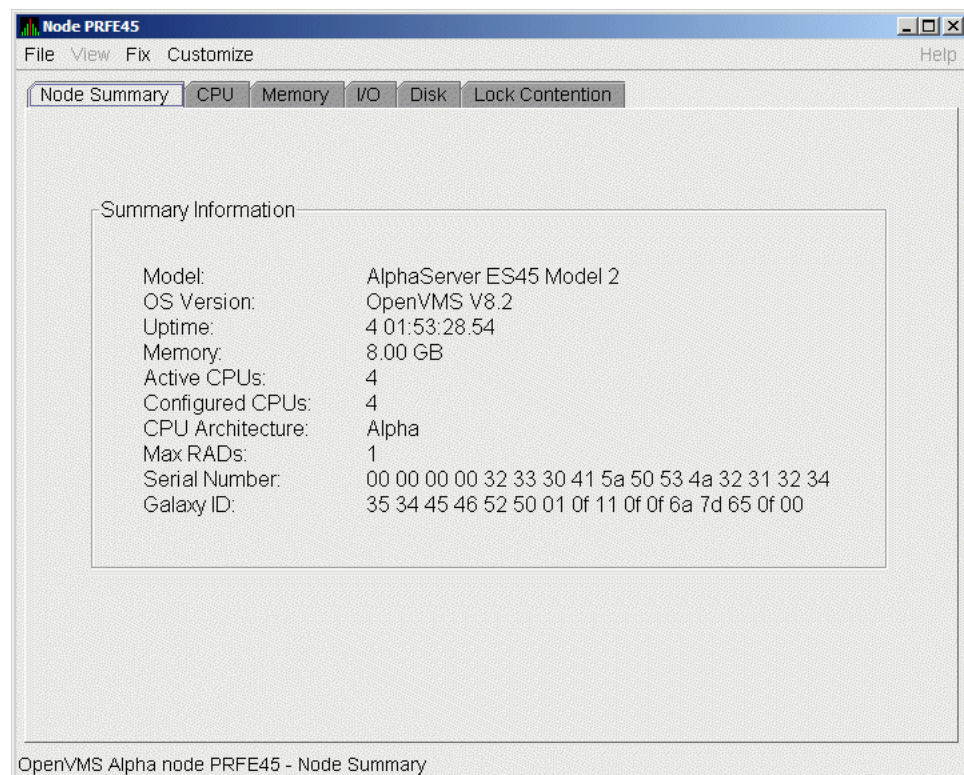 Node PRFE45
File View Fix Customize Help
Node Summary CPU Memory I/O Disk Lock Contention
Summary Information
Model: AlphaServer ES45 Model 2
OS Version: OpenVMS V8.2
Uptime: 4 01:53:28.54
Memory: 8.00 GB
Active CPUs: 4
Configured CPUs: 4
CPU Architecture: Alpha
Max RADs: 1
Serial Number: 00 00 00 00 32 33 30 41 5a 50 53 4a 32 31 32 34
Galaxy ID: 35 34 45 46 52 50 01 0f 11 0f 0f 6a 7d 65 0f 00
OpenVMS Alpha node PRFE45 - Node Summary